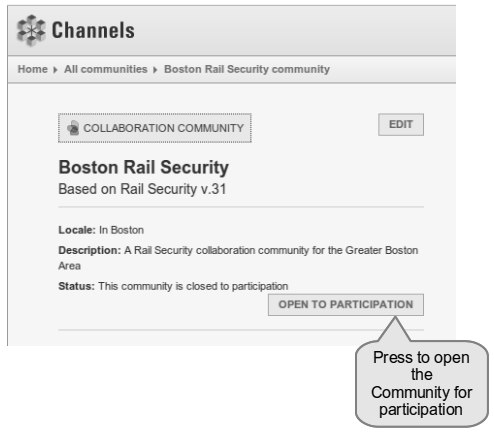 Channels
Home ▸ All communities ▸ Boston Rail Security community
COLLABORATION COMMUNITY
EDIT
Boston Rail Security
Based on Rail Security v.31
Locale: In Boston
Description: A Rail Security collaboration community for the Greater Boston
Area
Status: This community is closed to participation
OPEN TO PARTICIPATION
Press to open
the
Community for
participation